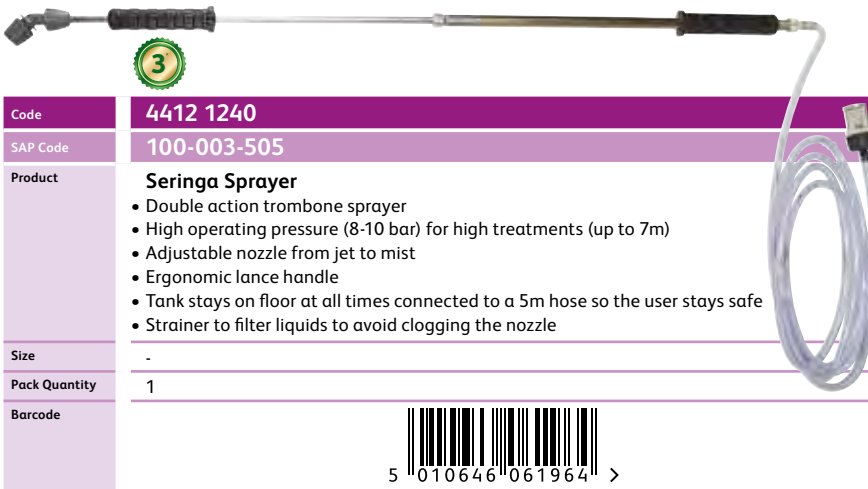 3
Code 4412 1240
SAP Code 100-003-505
Product Seringa Sprayer
• Double action trombone sprayer
• High operating pressure (8-10 bar) for high treatments (up to 7m)
• Adjustable nozzle from jet to mist
• Ergonomic lance handle
• Tank stays on floor at all times connected to a 5m hose so the user stays safe
• Strainer to filter liquids to avoid clogging the nozzle
Size -
Pack Quantity 1
Barcode
5 010646 061964 >